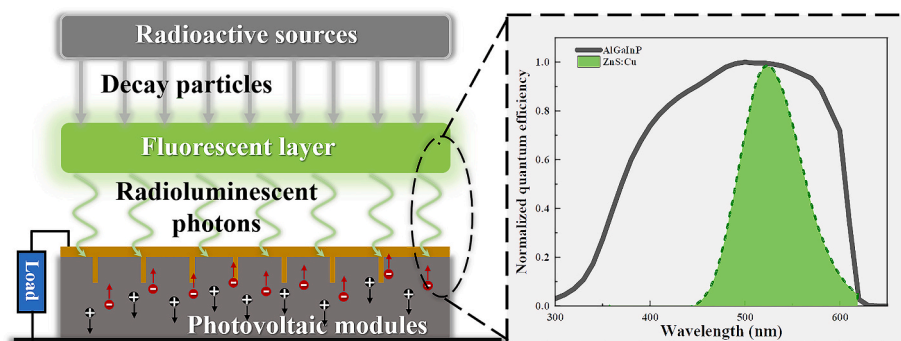 Radioactive sources
Decay particles
Fluorescent layer
Radioluminescent
photons
Load
Photovoltaic modules
AlGaInP
ZnS:Cu
Normalized quantum efficiency
1.0
0.8
0.6
0.4
0.2
0.0
300
400
500
600
Wavelength (nm)